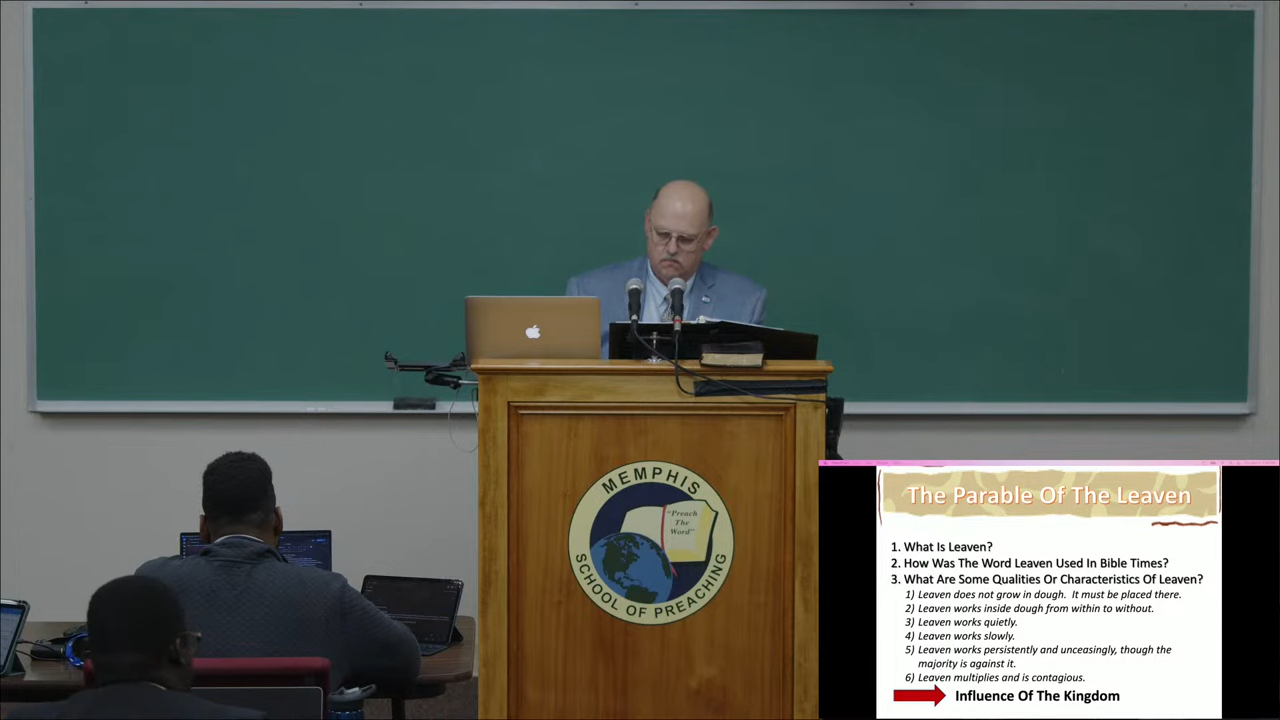 MEMPHIS
"Preach
The
Word"
SCHOOL OF PREACHING
The Parable Of The Leaven
1. What Is Leaven?
2. How Was The Word Leaven Used In Bible Times?
3. What Are Some Qualities Or Characteristics Of Leaven?
1) Leaven does not grow in dough. It must be placed there.
2) Leaven works inside dough from within to without.
3) Leaven works quietly.
4) Leaven works slowly.
5) Leaven works persistently and unceasingly, though the
majority is against it.
6) Leaven multiplies and is contagious.
Influence Of The Kingdom